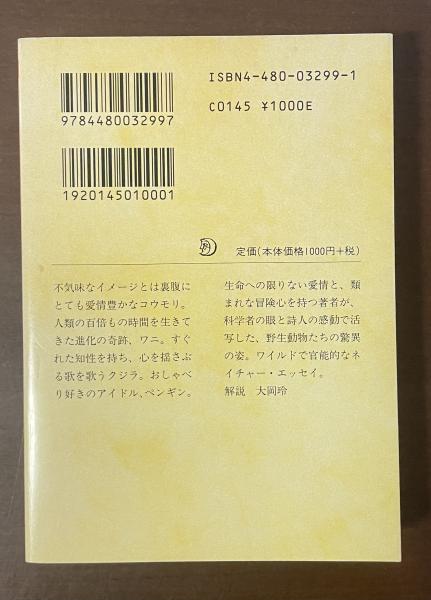 ISBN4-480-03299-1
C0145 ¥1000E
9784480032997
1920145010001
定価(本体価格1000円+税)
不気味なイメージとは裏腹に
とても愛情豊かなコウモリ。
人類の百倍もの時間を生きて
きた進化の奇跡、ワニ。すぐ
れた知性を持ち、心を揺さぶ
る歌を歌うクジラ。おしゃべ
り好きのアイドル、ペンギン。
生命への限りない愛情と、類
まれな冒険心を持つ著者が、
科学者の眼と詩人の感動で活
写した、野生動物たちの驚異
の姿。ワイルドで官能的なネ
イチャー・エッセイ。
解説 大岡玲